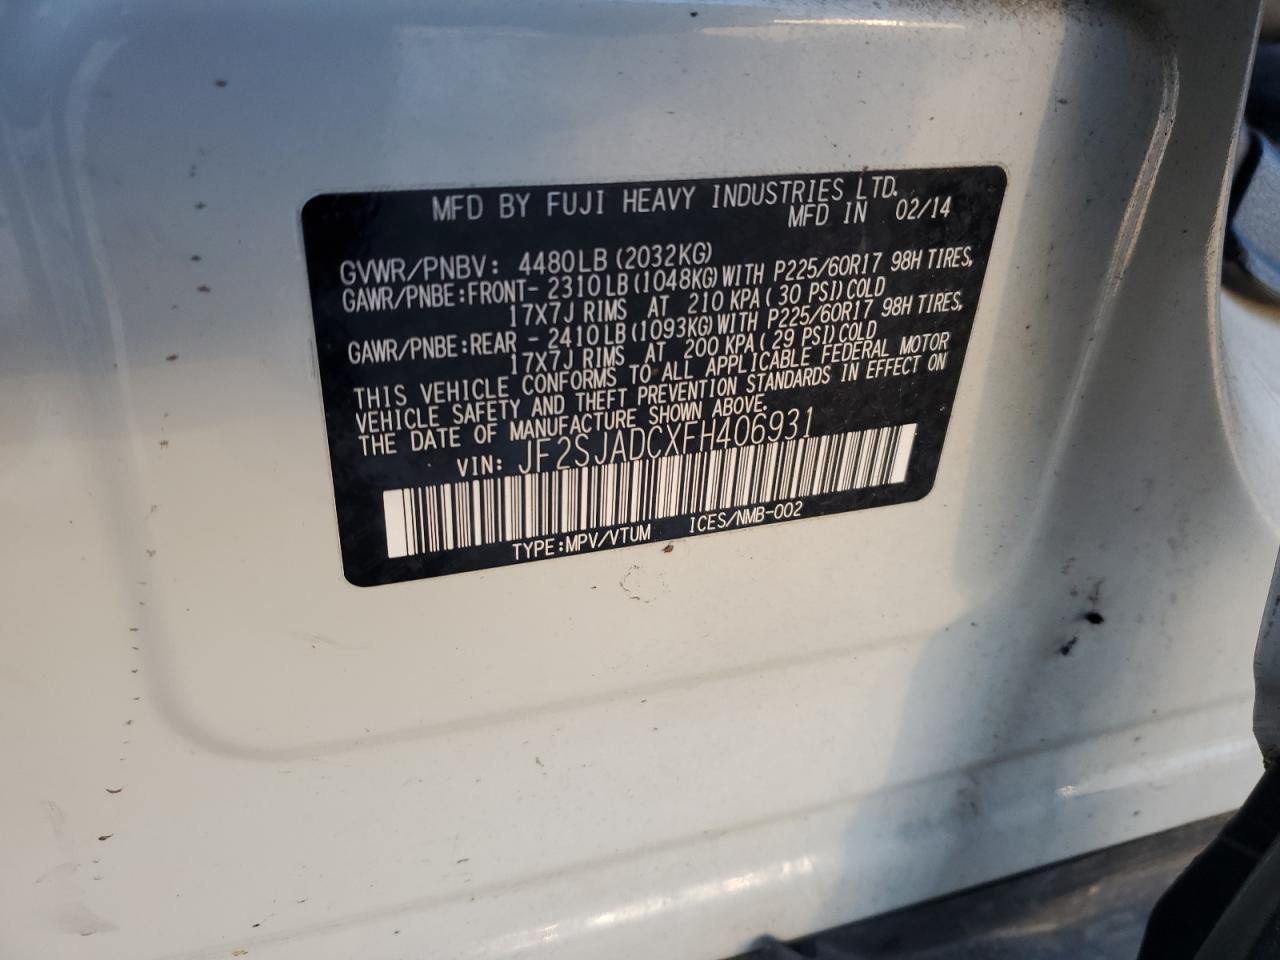 MFD BY FUJI HEAVY INDUSTRIES LTD.
MFD IN 02/14
GVWR/PNBV: 4480LB(2032KG)
GAWR/PNBE:FRONT- 2310LB(1048KG)WITH P225/60R17 98H TIRES,
17X7J RIMS AT 210 KPA(30 PSI)COLD
GAWR/PNBE:REAR - 2410LB(1093KG)WITH P225/60R17 98H TIRES,
17X7J RIMS AT 200 KPA(29 PSI)COLD
THIS VEHICLE CONFORMS TO ALL APPLICABLE FEDERAL MOTOR
VEHICLE SAFETY AND THEFT PREVENTION STANDARDS IN EFFECT ON
THE DATE OF MANUFACTURE SHOWN ABOVE.
VIN: JF2SJADCXFH406931
TYPE:MPV/VTUM ICES/NMB-002